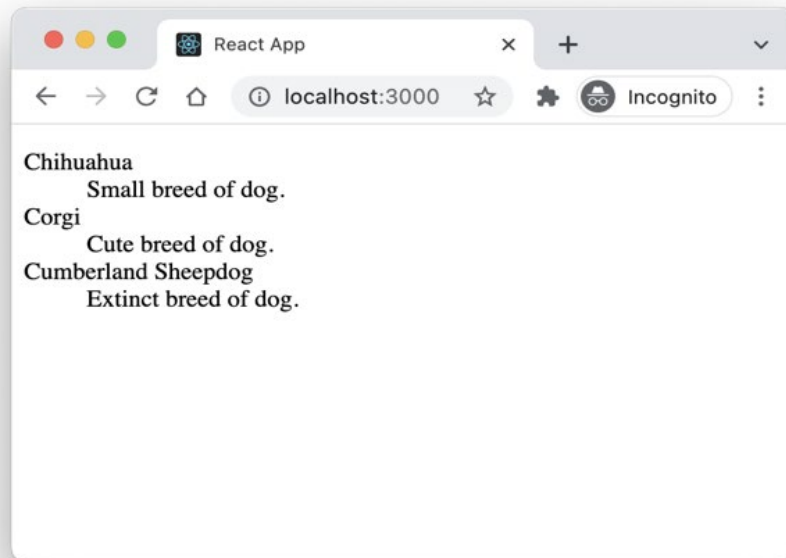 React App
localhost:3000
Incognito
Chihuahua
Small breed of dog.
Corgi
Cute breed of dog.
Cumberland Sheepdog
Extinct breed of dog.